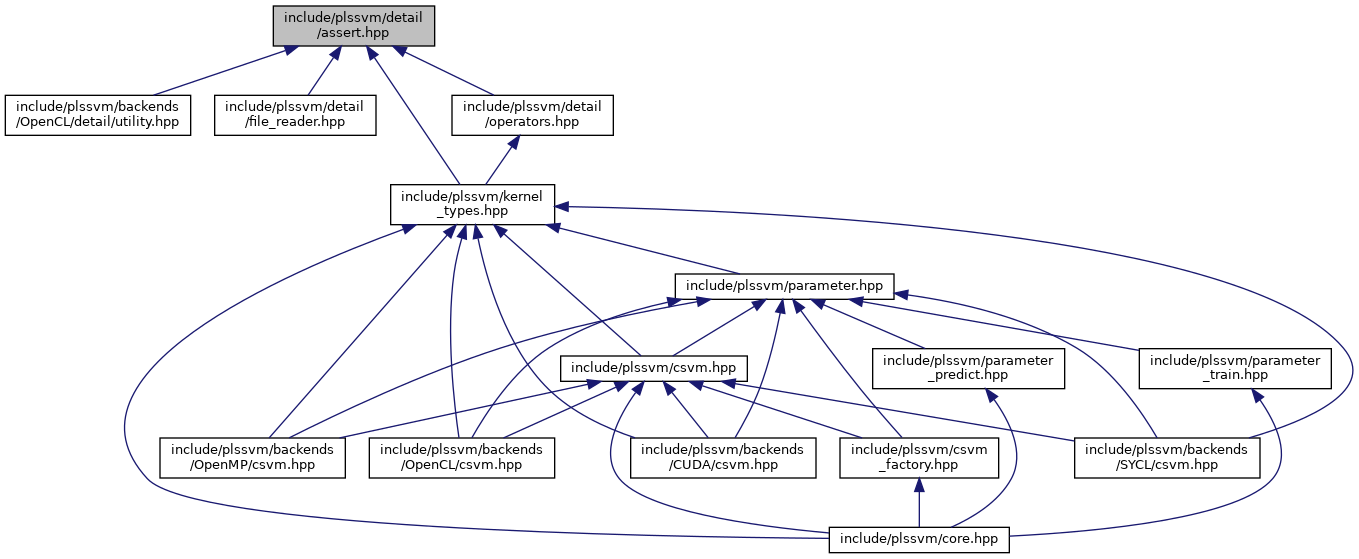 include/plssvm/detail
/assert.hpp
include/plssvm/backends
/OpenCL/detail/utility.hpp
include/plssvm/detail
/file_reader.hpp
include/plssvm/detail
/operators.hpp
include/plssvm/kernel
_types.hpp
include/plssvm/parameter.hpp
include/plssvm/csvm.hpp
include/plssvm/parameter
_predict.hpp
include/plssvm/parameter
_train.hpp
include/plssvm/backends
/OpenMP/csvm.hpp
include/plssvm/backends
/OpenCL/csvm.hpp
include/plssvm/backends
/CUDA/csvm.hpp
include/plssvm/csvm
_factory.hpp
include/plssvm/backends
/SYCL/csvm.hpp
include/plssvm/core.hpp